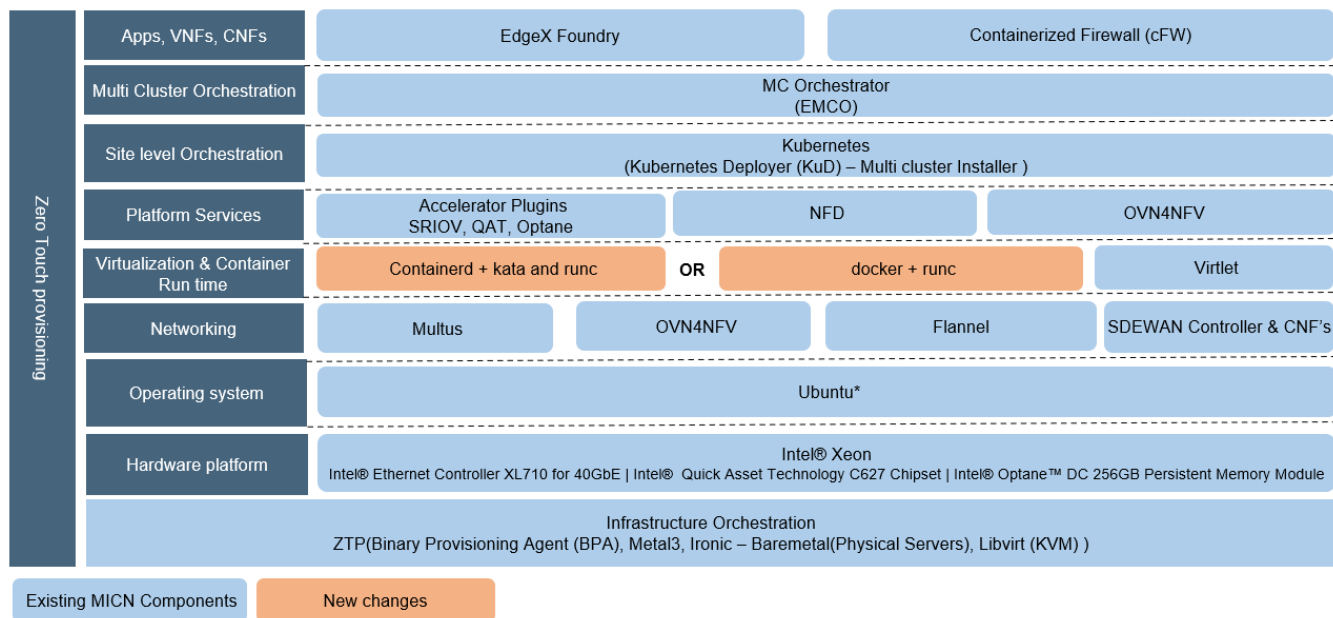 Zero Touch provisioning
Apps, VNFs, CNFs
EdgeX Foundry
Containerized Firewall (cFW)
Multi Cluster Orchestration
MC Orchestrator
(EMCO)
Site level Orchestration
Kubernetes
(Kubernetes Deployer (KuD) – Multi cluster Installer )
Platform Services
Accelerator Plugins
SRIOV, QAT, Optane
NFD
OVN4NFV
Virtualization & Container
Run time
Containerd + kata and runc
OR
docker + runc
Virtlet
Networking
Multus
OVN4NFV
Flannel
SDEWAN Controller & CNF's
Operating system
Ubuntu*
Hardware platform
Intel® Xeon
Intel® Ethernet Controller XL710 for 40GbE | Intel® Quick Asset Technology C627 Chipset | Intel® Optane™ DC 256GB Persistent Memory Module
Infrastructure Orchestration
ZTP(Binary Provisioning Agent (BPA), Metal3, Ironic – Baremetal(Physical Servers), Libvirt (KVM) )
Existing MICN Components
New changes